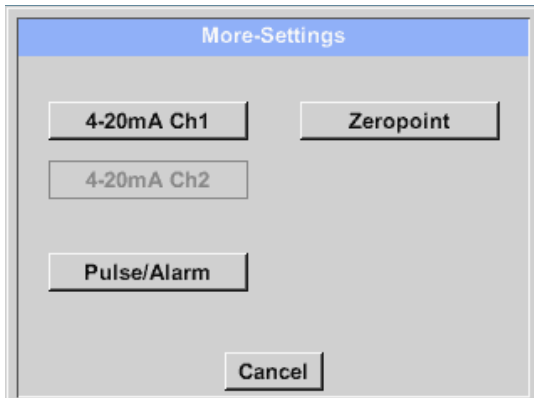 More-Settings
4-20mA Ch1
Zeropoint
4-20mA Ch2
Pulse/Alarm
Cancel